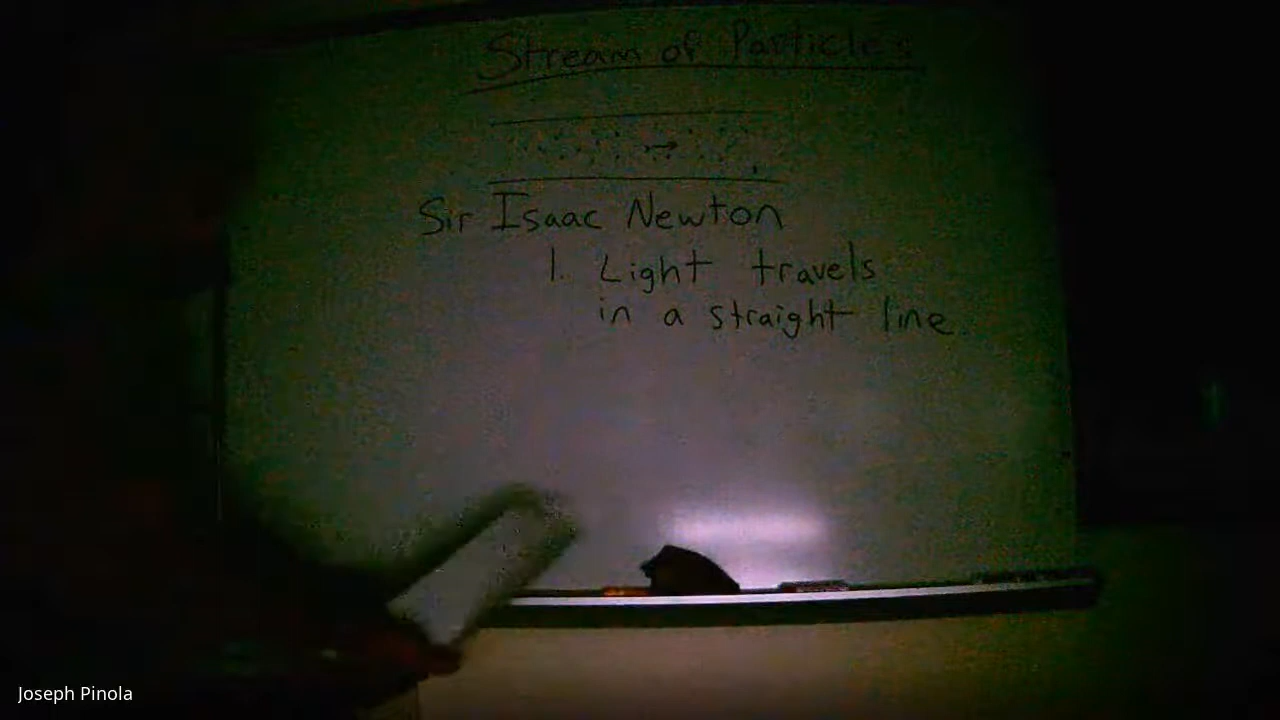 Stream of Particles
Sir Isaac Newton
1. Light travels
in a straight line.
Joseph Pinola